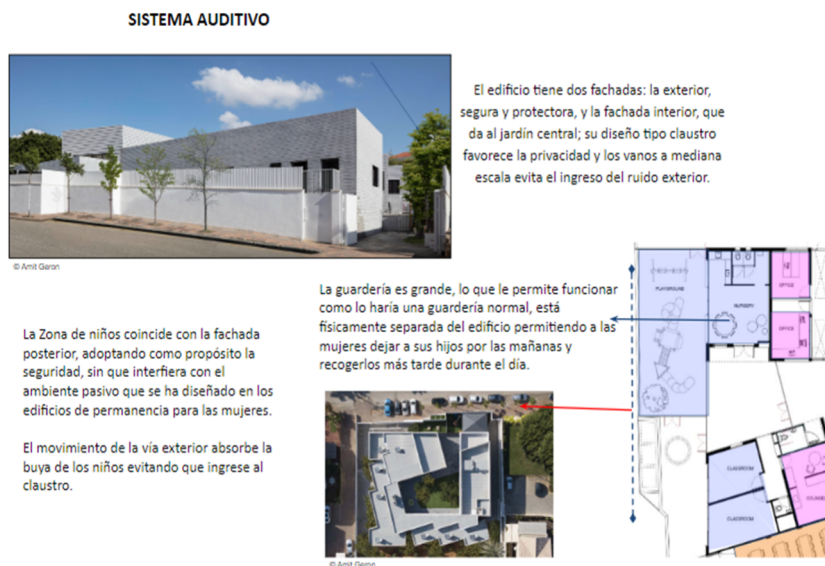 SISTEMA AUDITIVO
El edificio tiene dos fachadas: la exterior,
segura y protectora, y la fachada interior, que
da al jardín central; su diseño tipo claustro
favorece la privacidad y los vanos a mediana
escala evita el ingreso del ruido exterior.
© Amit Geron
La guardería es grande, lo que le permite funcionar
como lo haría una guardería normal, está
físicamente separada del edificio permitiendo a las
mujeres dejar a sus hijos por las mañanas y
recogerlos más tarde durante el día.
La Zona de niños coincide con la fachada
posterior, adoptando como propósito la
seguridad, sin que interfiera con el
ambiente pasivo que se ha diseñado en los
edificios de permanencia para las mujeres.
El movimiento de la vía exterior absorbe la
buya de los niños evitando que ingrese al
claustro.
© Amit Geron
PLAYGROUND
NURSERY
OFFICE
OFFICE
CLASSROOM
CLASSROOM